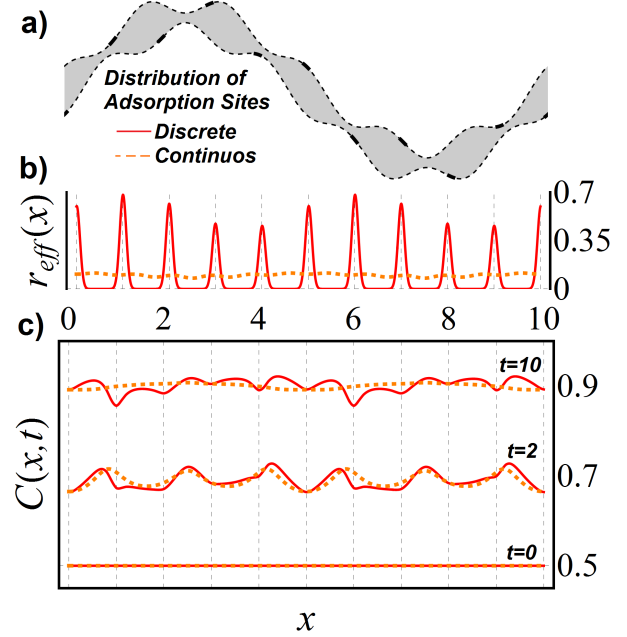 a)
Distribution of
Adsorption Sites
Discrete
Continuos
b)
r_eff(x)
0.7
0.35
0
0 2 4 6 8 10
c)
C(x,t)
t=10
0.9
t=2
0.7
t=0
0.5
x